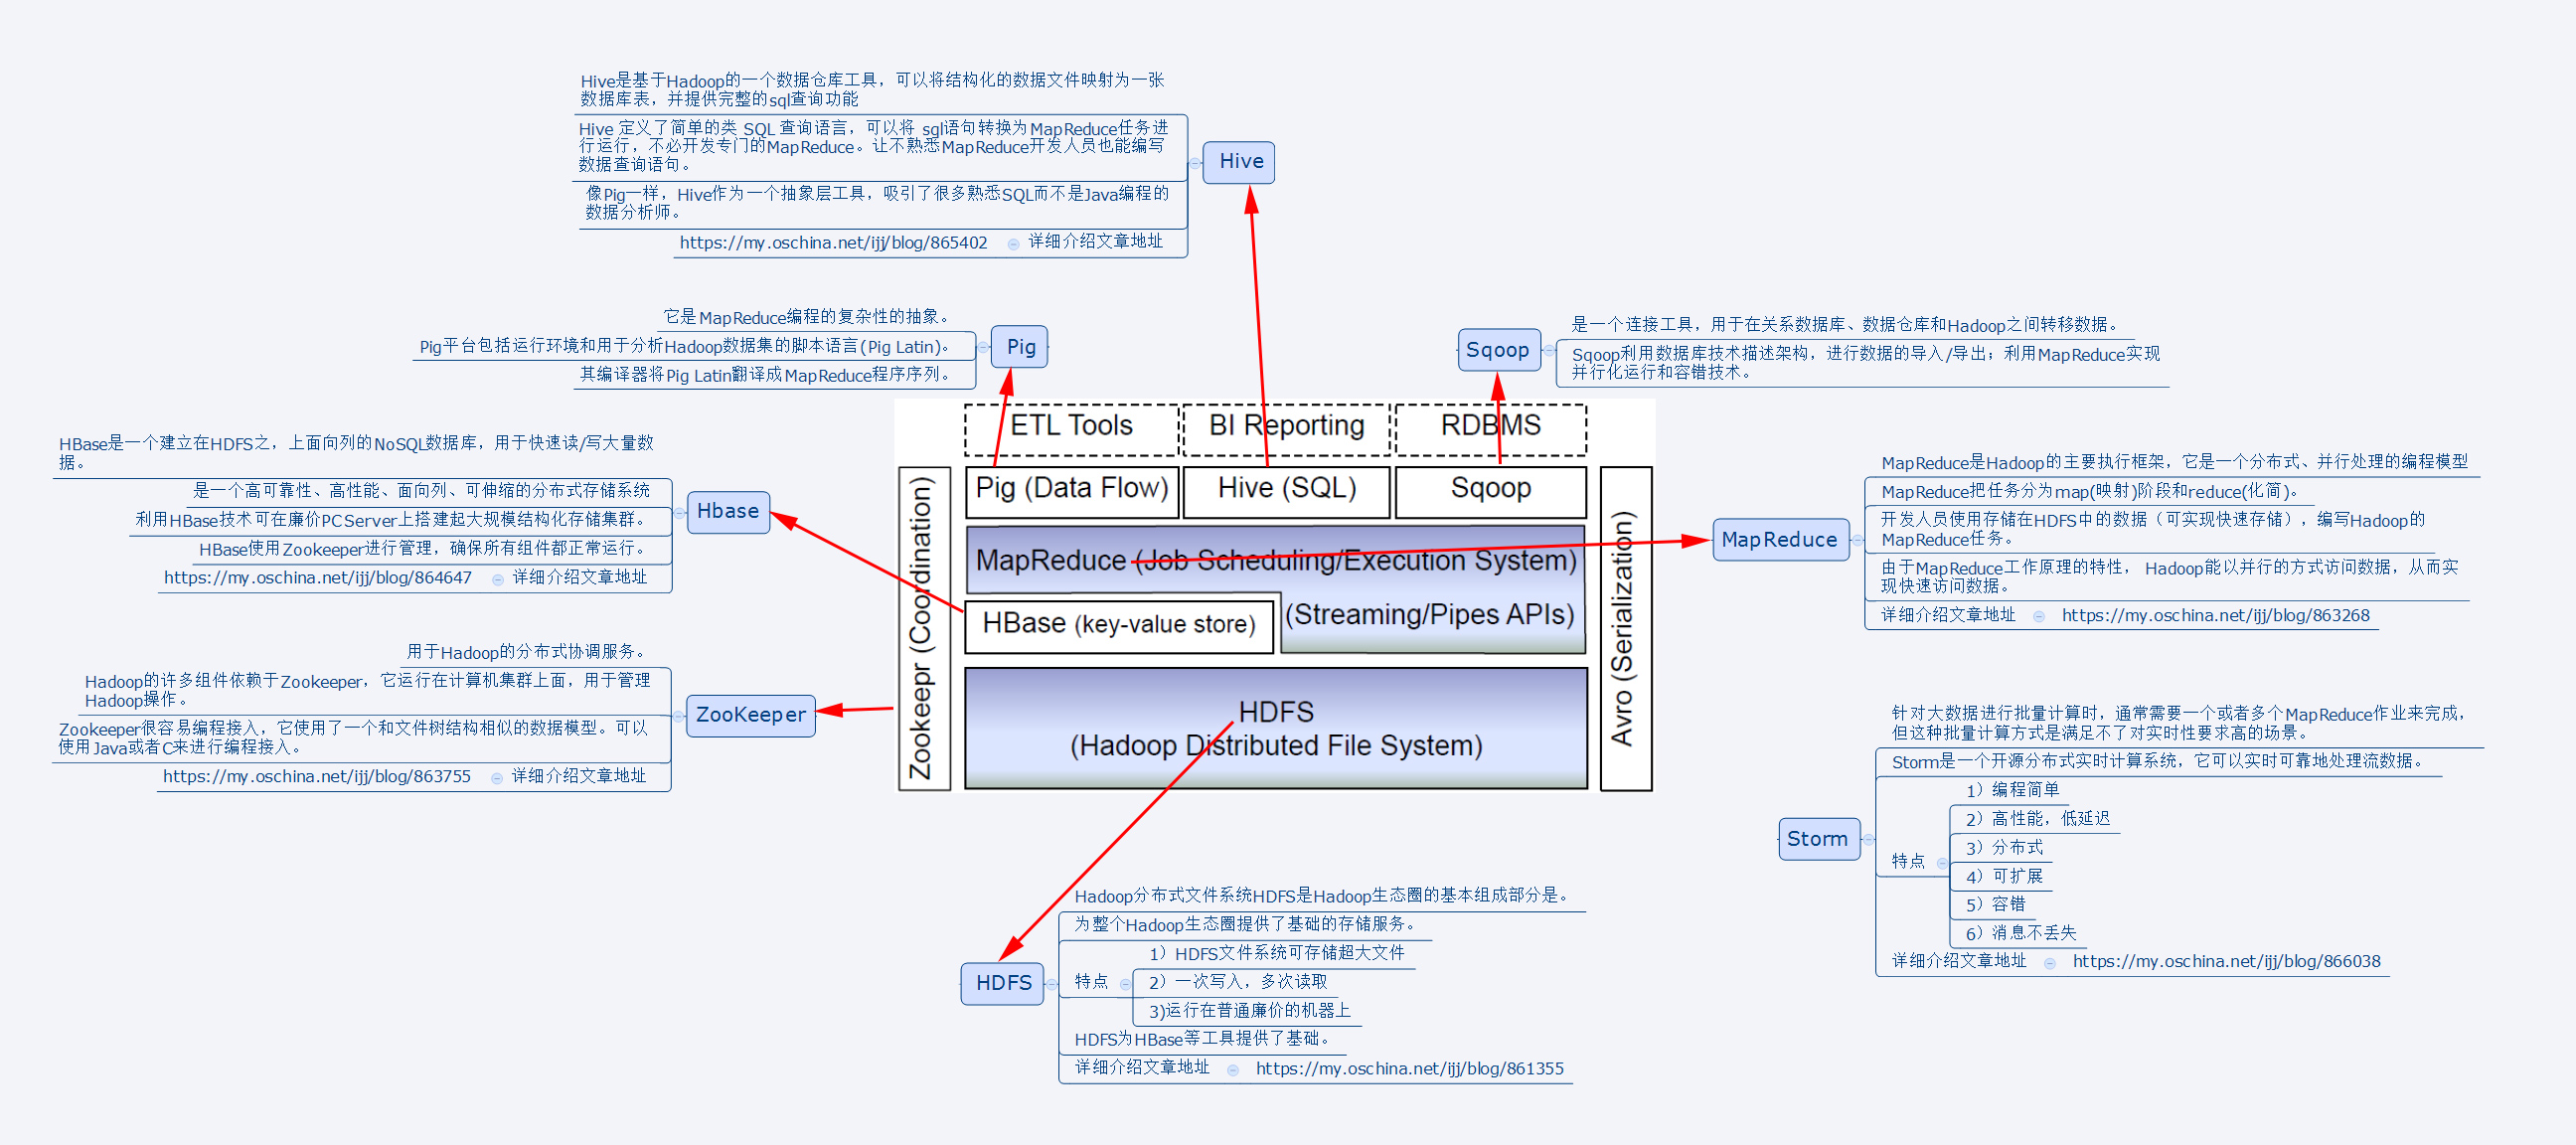 Hive是基于Hadoop的一个数据仓库工具，可以将结构化的数据文件映射为一张
数据库表，并提供完整的sql查询功能
Hive 定义了简单的类 SQL 查询语言，可以将 sgl语句转换为MapReduce任务进
行运行，不必开发专门的MapReduce。让不熟悉MapReduce开发人员也能编写
数据查询语句。
像Pig一样，Hive作为一个抽象层工具，吸引了很多熟悉SQL而不是Java编程的
数据分析师。
https://my.oschina.net/ijj/blog/865402 详细介绍文章地址
Hive
它是MapReduce编程的复杂性的抽象。
Pig平台包括运行环境和用于分析Hadoop数据集的脚本语言(Pig Latin)。
其编译器将Pig Latin翻译成MapReduce程序序列。
Pig
Sqoop
是一个连接工具，用于在关系数据库、数据仓库和Hadoop之间转移数据。
Sqoop利用数据库技术描述架构，进行数据的导入/导出；利用MapReduce实现
并行化运行和容错技术。
HBase是一个建立在HDFS之，上面向列的NoSQL数据库，用于快速读/写大量数
据。
是一个高可靠性、高性能、面向列、可伸缩的分布式存储系统
利用HBase技术可在廉价PCServer上搭建起大规模结构化存储集群。
HBase使用Zookeeper进行管理，确保所有组件都正常运行。
https://my.oschina.net/ijj/blog/864647 详细介绍文章地址
Hbase
用于Hadoop的分布式协调服务。
Hadoop的许多组件依赖于Zookeeper，它运行在计算机集群上面，用于管理
Hadoop操作。
Zookeeper很容易编程接入，它使用了一个和文件树结构相似的数据模型。可以
使用Java或者C来进行编程接入。
https://my.oschina.net/ijj/blog/863755 详细介绍文章地址
ZooKeeper
ETL Tools
BI Reporting
RDBMS
Zookeepr (Coordination)
Pig (Data Flow)
Hive (SQL)
Sqoop
MapReduce (Job Scheduling/Execution System)
(Streaming/Pipes APIs)
HBase (key-value store)
HDFS
(Hadoop Distributed File System)
Avro (Serialization)
MapReduce
MapReduce是Hadoop的主要执行框架，它是一个分布式、并行处理的编程模型
MapReduce把任务分为map(映射)阶段和reduce(化简)。
开发人员使用存储在HDFS中的数据（可实现快速存储），编写Hadoop的
MapReduce任务。
由于MapReduce工作原理的特性， Hadoop能以并行的方式访问数据，从而实
现快速访问数据。
详细介绍文章地址 https://my.oschina.net/ijj/blog/863268
Storm
针对大数据进行批量计算时，通常需要一个或者多个MapReduce作业来完成，
但这种批量计算方式是满足不了对实时性要求高的场景。
Storm是一个开源分布式实时计算系统，它可以实时可靠地处理流数据。
特点
1）编程简单
2）高性能，低延迟
3）分布式
4）可扩展
5）容错
6）消息不丢失
详细介绍文章地址 https://my.oschina.net/ijj/blog/866038
HDFS
Hadoop分布式文件系统HDFS是Hadoop生态圈的基本组成部分是。
为整个Hadoop生态圈提供了基础的存储服务。
特点
1）HDFS文件系统可存储超大文件
2）一次写入，多次读取
3)运行在普通廉价的机器上
HDFS为HBase等工具提供了基础。
详细介绍文章地址 https://my.oschina.net/ijj/blog/861355